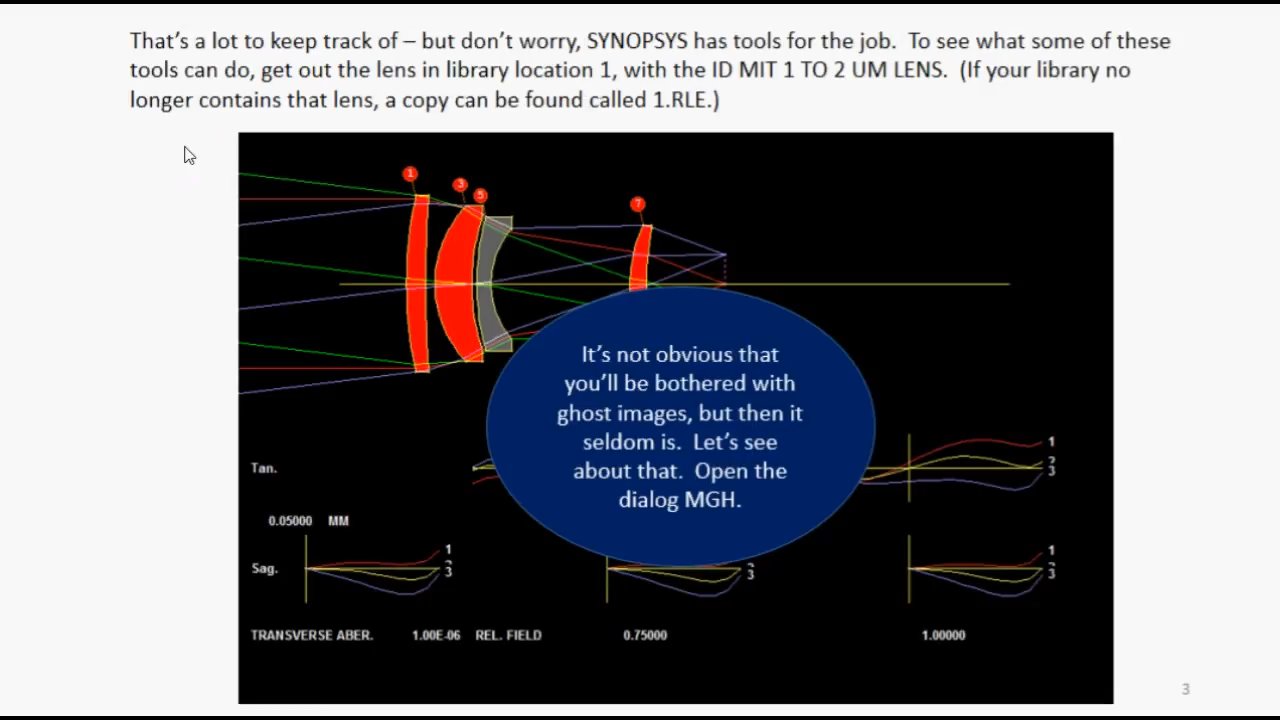 That's a lot to keep track of – but don't worry, SYNOPSYS has tools for the job.  To see what some of these
tools can do, get out the lens in library location 1, with the ID MIT 1 TO 2 UM LENS.  (If your library no
longer contains that lens, a copy can be found called 1.RLE.)
1
3
5
7
It's not obvious that
you'll be bothered with
ghost images, but then it
seldom is.  Let's see
about that.  Open the
dialog MGH.
Tan.
1
3
0.05000 MM
Sag.
1
3
3
1
3
TRANSVERSE ABER. 1.00E-06 REL. FIELD 0.75000 1.00000
3